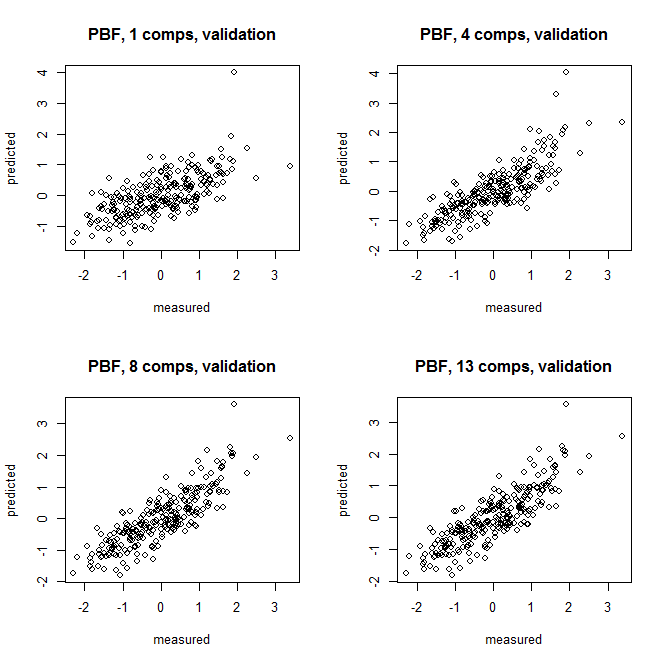 PBF, 1 comps, validation
predicted
4
3
2
1
0
-1
-2 -1 0 1 2 3
measured
PBF, 4 comps, validation
predicted
4
3
2
1
0
-1
-2
-2 -1 0 1 2 3
measured
PBF, 8 comps, validation
predicted
3
2
1
0
-1
-2
-2 -1 0 1 2 3
measured
PBF, 13 comps, validation
predicted
3
2
1
0
-1
-2
-2 -1 0 1 2 3
measured